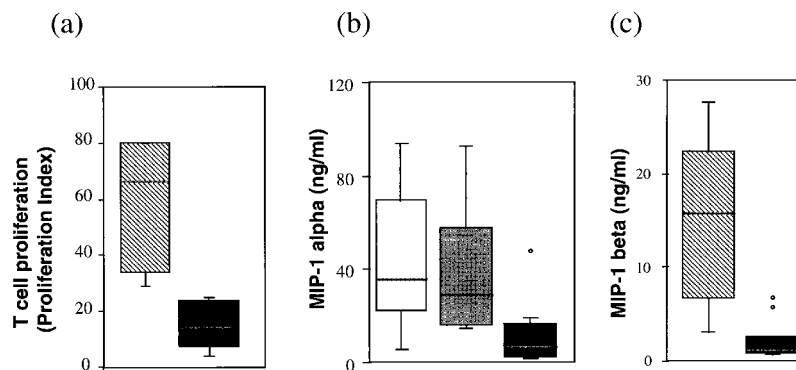 (a)
(b)
(c)
T cell proliferation
(Proliferation Index)
100
80
60
40
20
0
MIP-1 alpha (ng/ml)
120
80
40
0
MIP-1 beta (ng/ml)
30
20
10
0